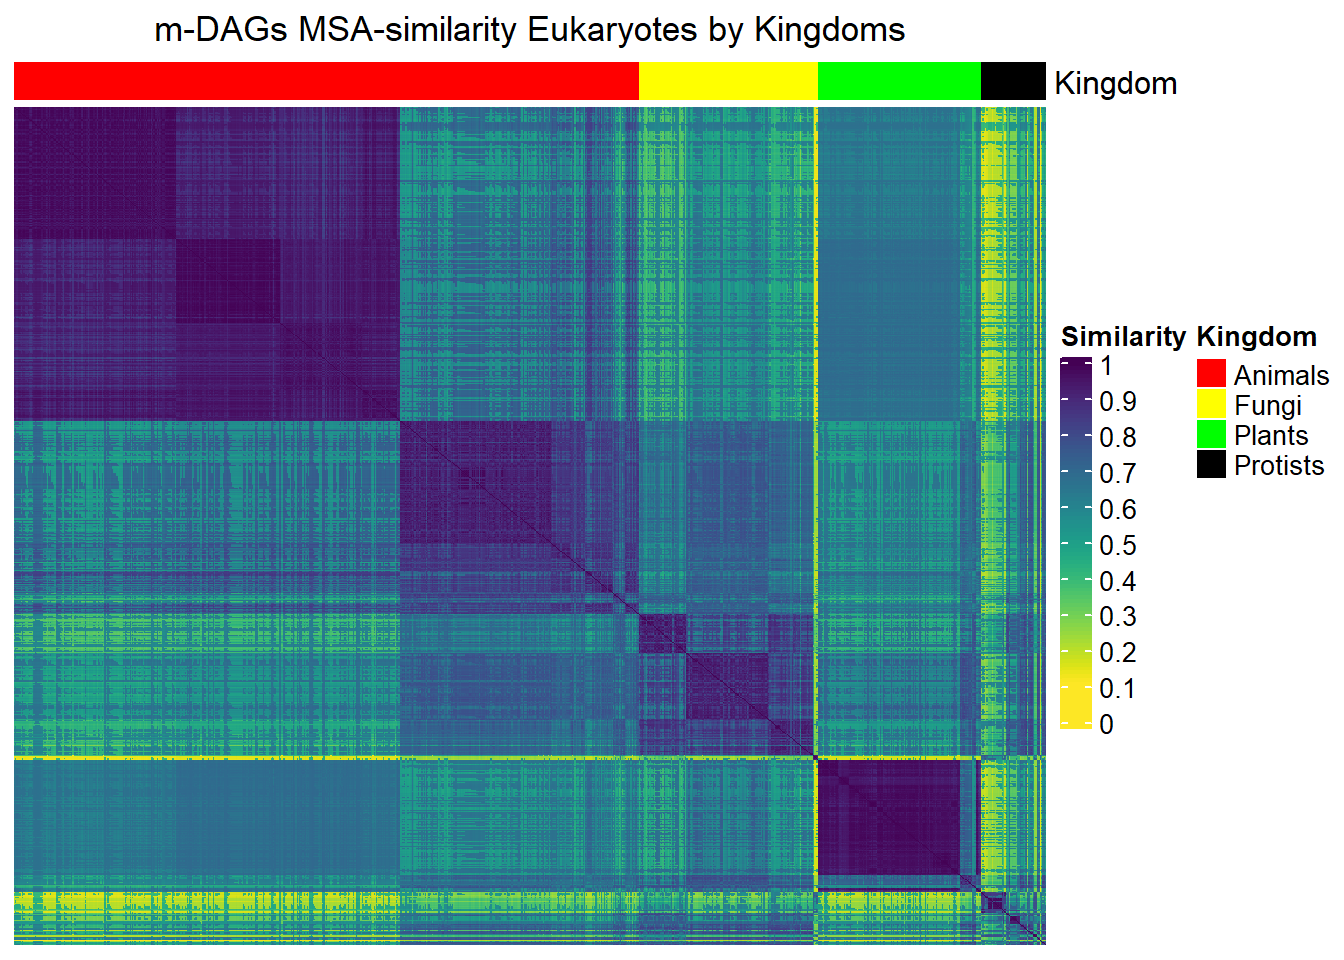 m-DAGs MSA-similarity Eukaryotes by Kingdoms
Kingdom
Similarity
1
0.9
0.8
0.7
0.6
0.5
0.4
0.3
0.2
0.1
0
Kingdom
Animals
Fungi
Plants
Protists